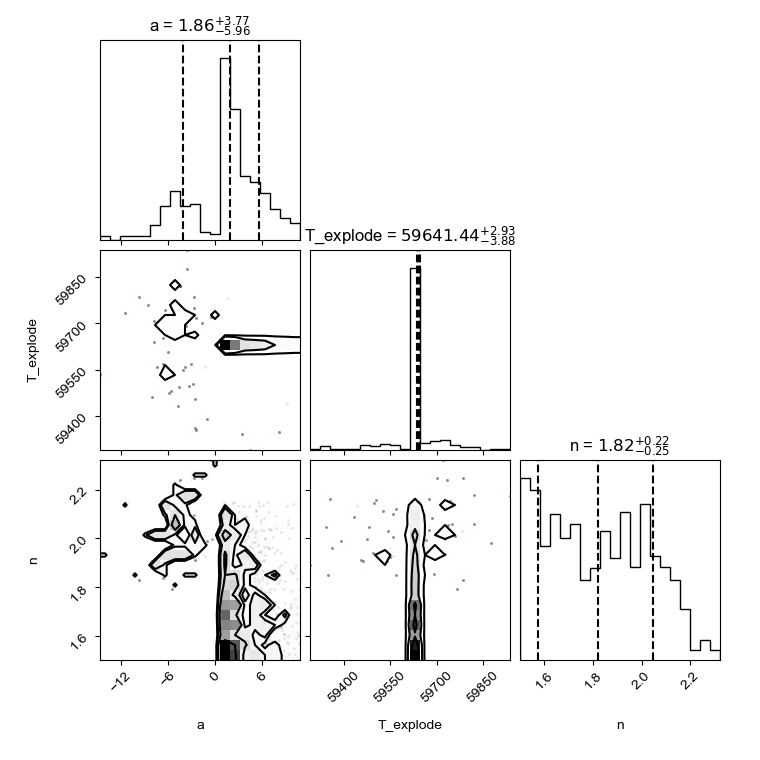 a = 1.86+3.77−5.96
T_explode = 59641.44+2.93−3.88
T_explode
59850
59700
59550
59400
n = 1.82+0.22−0.25
n
2.2
2.0
1.8
1.6
−12 −6 0 6
59400 59550 59700 59850
1.6 1.8 2.0 2.2
a T_explode n